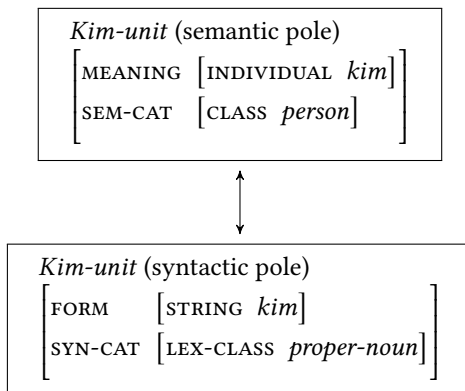 Kim-unit (semantic pole)
[MEANING [INDIVIDUAL kim]
SEM-CAT [CLASS person]]
Kim-unit (syntactic pole)
[FORM [STRING kim]
SYN-CAT [LEX-CLASS proper-noun]]